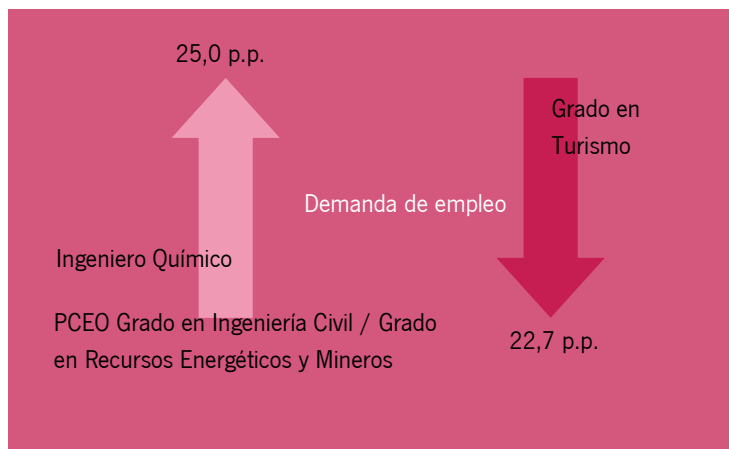 25,0 p.p.
Grado en
Turismo
Demanda de empleo
Ingeniero Químico
PCEO Grado en Ingeniería Civil / Grado
en Recursos Energéticos y Mineros
22,7 p.p.